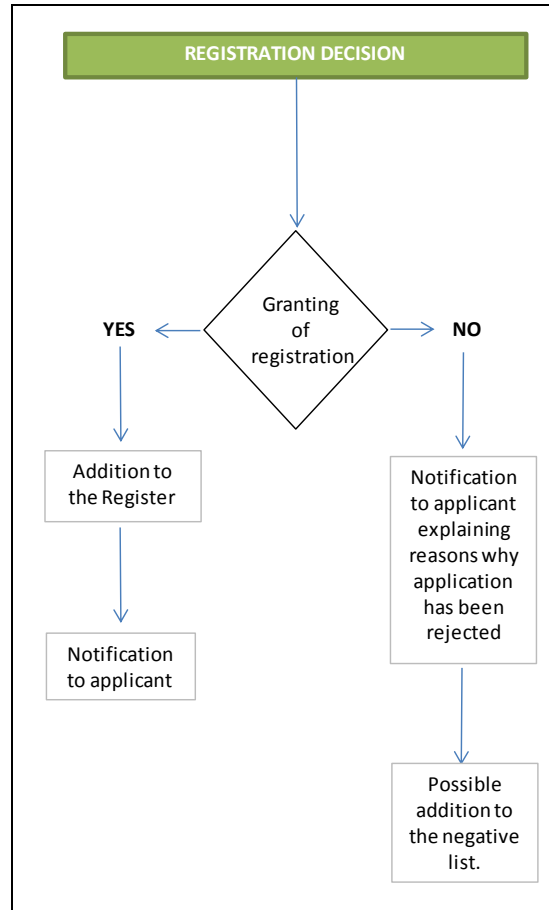 REGISTRATION DECISION
Granting
of
registration
YES
NO
Addition to
the Register
Notification
to applicant
Notification
to applicant
explaining
reasons why
application
has been
rejected
Possible
addition to
the negative
list.